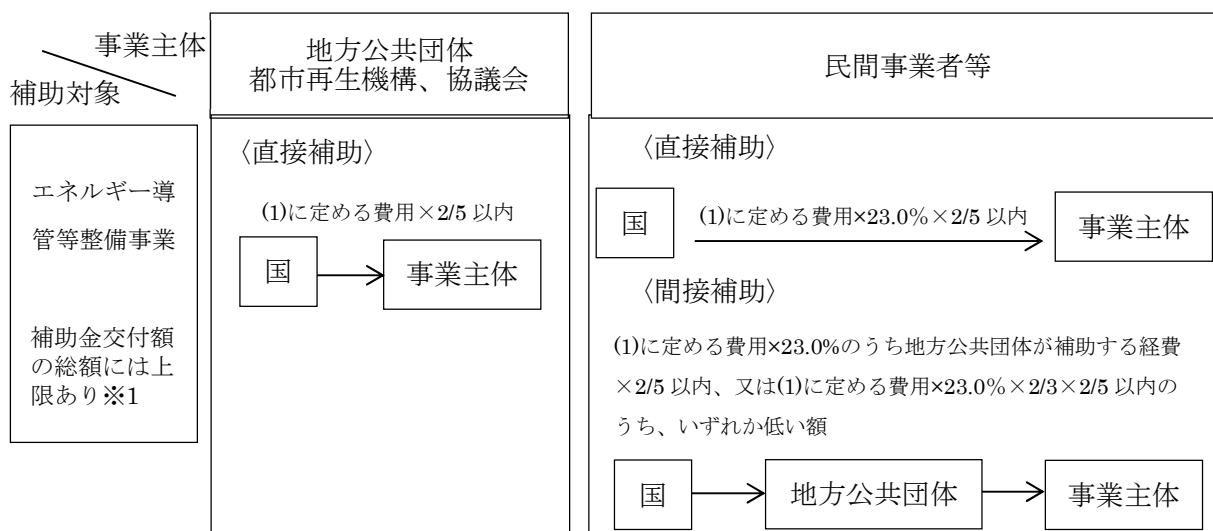 事業主体
補助対象
地方公共団体
都市再生機構、協議会
民間事業者等
エネルギー導
管等整備事業
補助金交付額
の総額には上
限あり※1
〈直接補助〉
(1)に定める費用×2/5 以内
国
事業主体
〈直接補助〉
国
(1)に定める費用×23.0%×2/5 以内
事業主体
〈間接補助〉
(1)に定める費用×23.0%のうち地方公共団体が補助する経費
×2/5 以内、又は(1)に定める費用×23.0%×2/3×2/5 以内の
うち、いずれか低い額
国
地方公共団体
事業主体